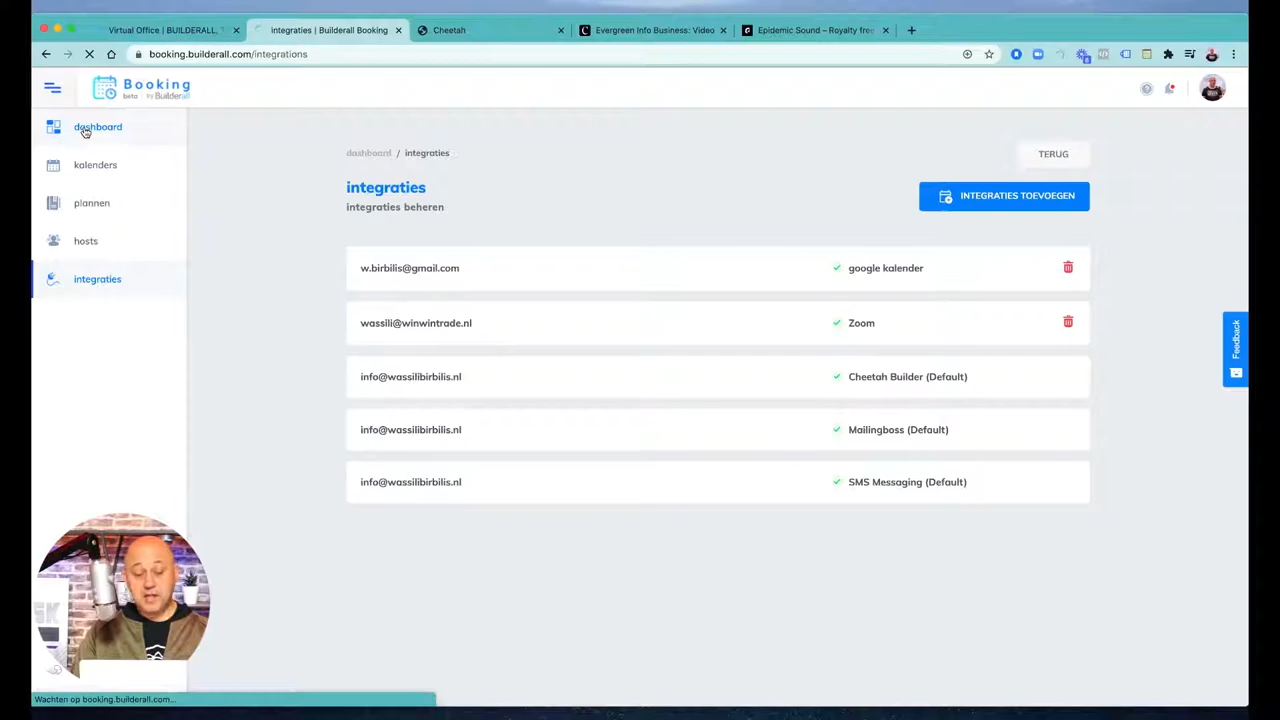 Virtual Office | BUILDERALL, T
integraties | Builderall Booking
Cheetah
Evergreen Info Business: Video
Epidemic Sound – Royalty free
booking.builderall.com/integrations
Booking
beta by Builderall
dashboard
dashboard / integraties
TERUG
kalenders
integraties
INTEGRATIES TOEVOEGEN
plannen
integraties beheren
hosts
w.birbilis@gmail.com
google kalender
integraties
wassili@winwintrade.nl
Zoom
Feedback
info@wassilibirbilis.nl
Cheetah Builder (Default)
info@wassilibirbilis.nl
Mailingboss (Default)
info@wassilibirbilis.nl
SMS Messaging (Default)
Wachten op booking.builderall.com...